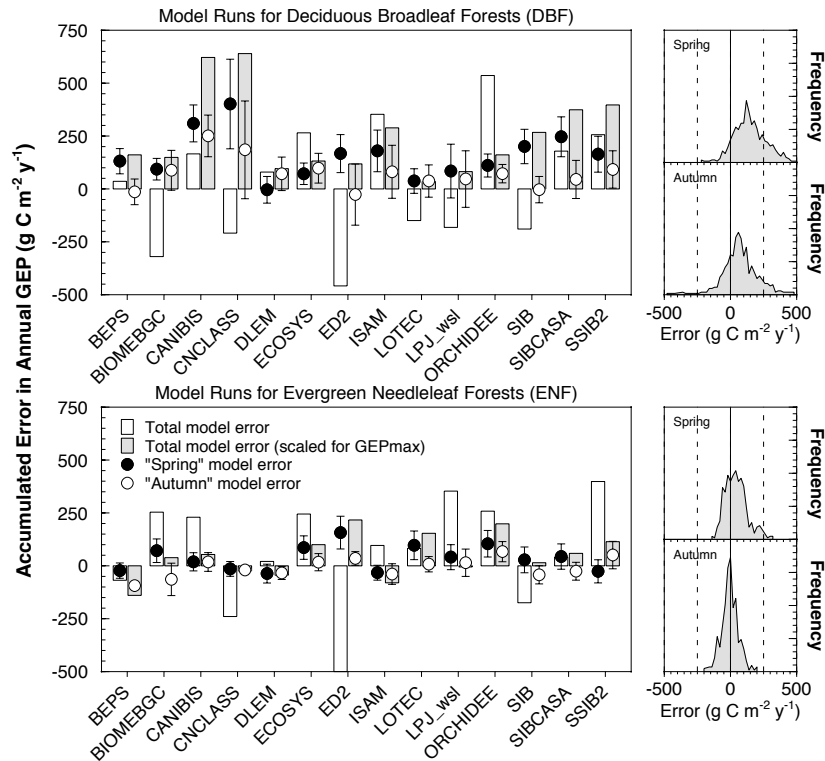 Model Runs for Deciduous Broadleaf Forests (DBF)
750
500
250
0
-250
-500
BEPS
BIOMEBGC
CANIBIS
CNCLASS
DLEM
ECOSYS
ED2
ISAM
LOTEC
LPJ_wsl
ORCHIDEE
SIB
SIBCASA
SSIB2
Spring
Frequency
Autumn
Frequency
-500
0
500
Error (g C m-2 y-1)
Accumulated Error in Annual GEP (g C m-2 y-1)
Model Runs for Evergreen Needleleaf Forests (ENF)
750
500
250
0
-250
-500
Total model error
Total model error (scaled for GEPmax)
"Spring" model error
"Autumn" model error
BEPS
BIOMEBGC
CANIBIS
CNCLASS
DLEM
ECOSYS
ED2
ISAM
LOTEC
LPJ_wsl
ORCHIDEE
SIB
SIBCASA
SSIB2
Spring
Frequency
Autumn
Frequency
-500
0
500
Error (g C m-2 y-1)